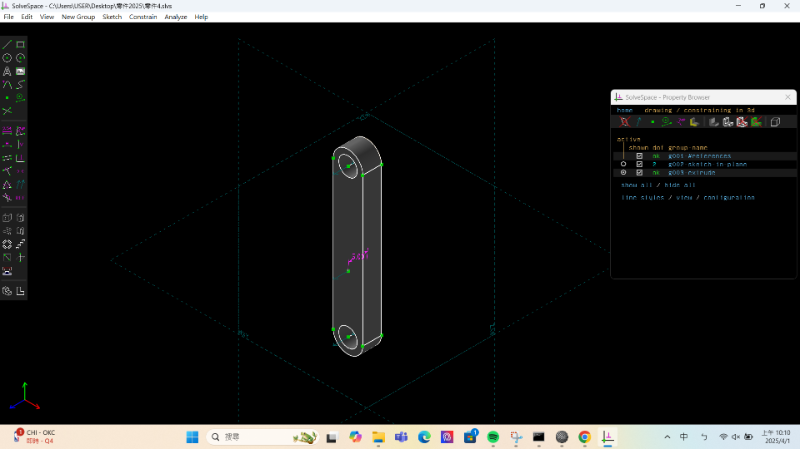 SolveSpace - C:\Users\USER\Desktop\零件2025\零件4.slvs
File Edit View New Group Sketch Constrain Analyze Help
SolveSpace - Property Browser
home drawing / constraining in 3d
active
shown dof group-name
ok g001 #references
2 g002 sketch-in-plane
ok g003 extrude
show all / hide all
line styles / view / configuration
CHI - OKC
即時 - Q4
搜尋
中
上午 10:10
2025/4/1